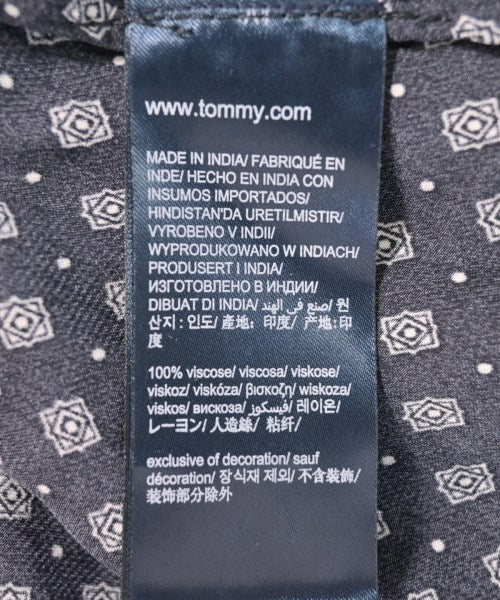 www.tommy.com
MADE IN INDIA/ FABRIQUÉ EN
INDE/ HECHO EN INDIA CON
INSUMOS IMPORTADOS/
HINDISTAN'DA URETILMISTIR/
VYROBENO V INDII/
WYPRODUKOWANO W INDIACH/
PRODUSERT I INDIA/
ИЗГОТОВЛЕНО В ИНДИИ/
DIBUAT DI INDIA/ صنع في الهند/ 원
산지 : 인도/ 產地：印度/ 产地:印
度
100% viscose/ viscosa/ viskose/
viskoz/ viskóza/ βισκοζη/ wiskoza/
viskos/ вискоза/ فيسكوز/ 레이온/
レーヨン/ 人造絲/ 粘纤/
exclusive of decoration/ sauf
décoration/ 장식재 제외/ 不含裝飾/
装饰部分除外